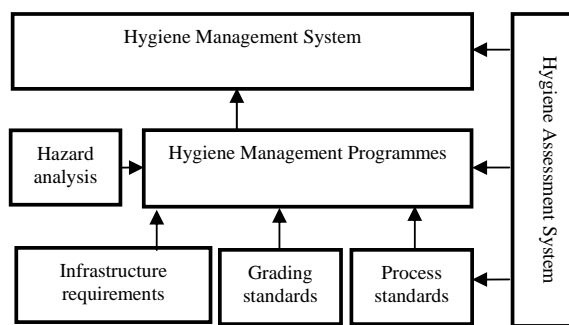 Hygiene Management System
Hygiene Assessment System
Hazard
analysis
Hygiene Management Programmes
Infrastructure
requirements
Grading
standards
Process
standards